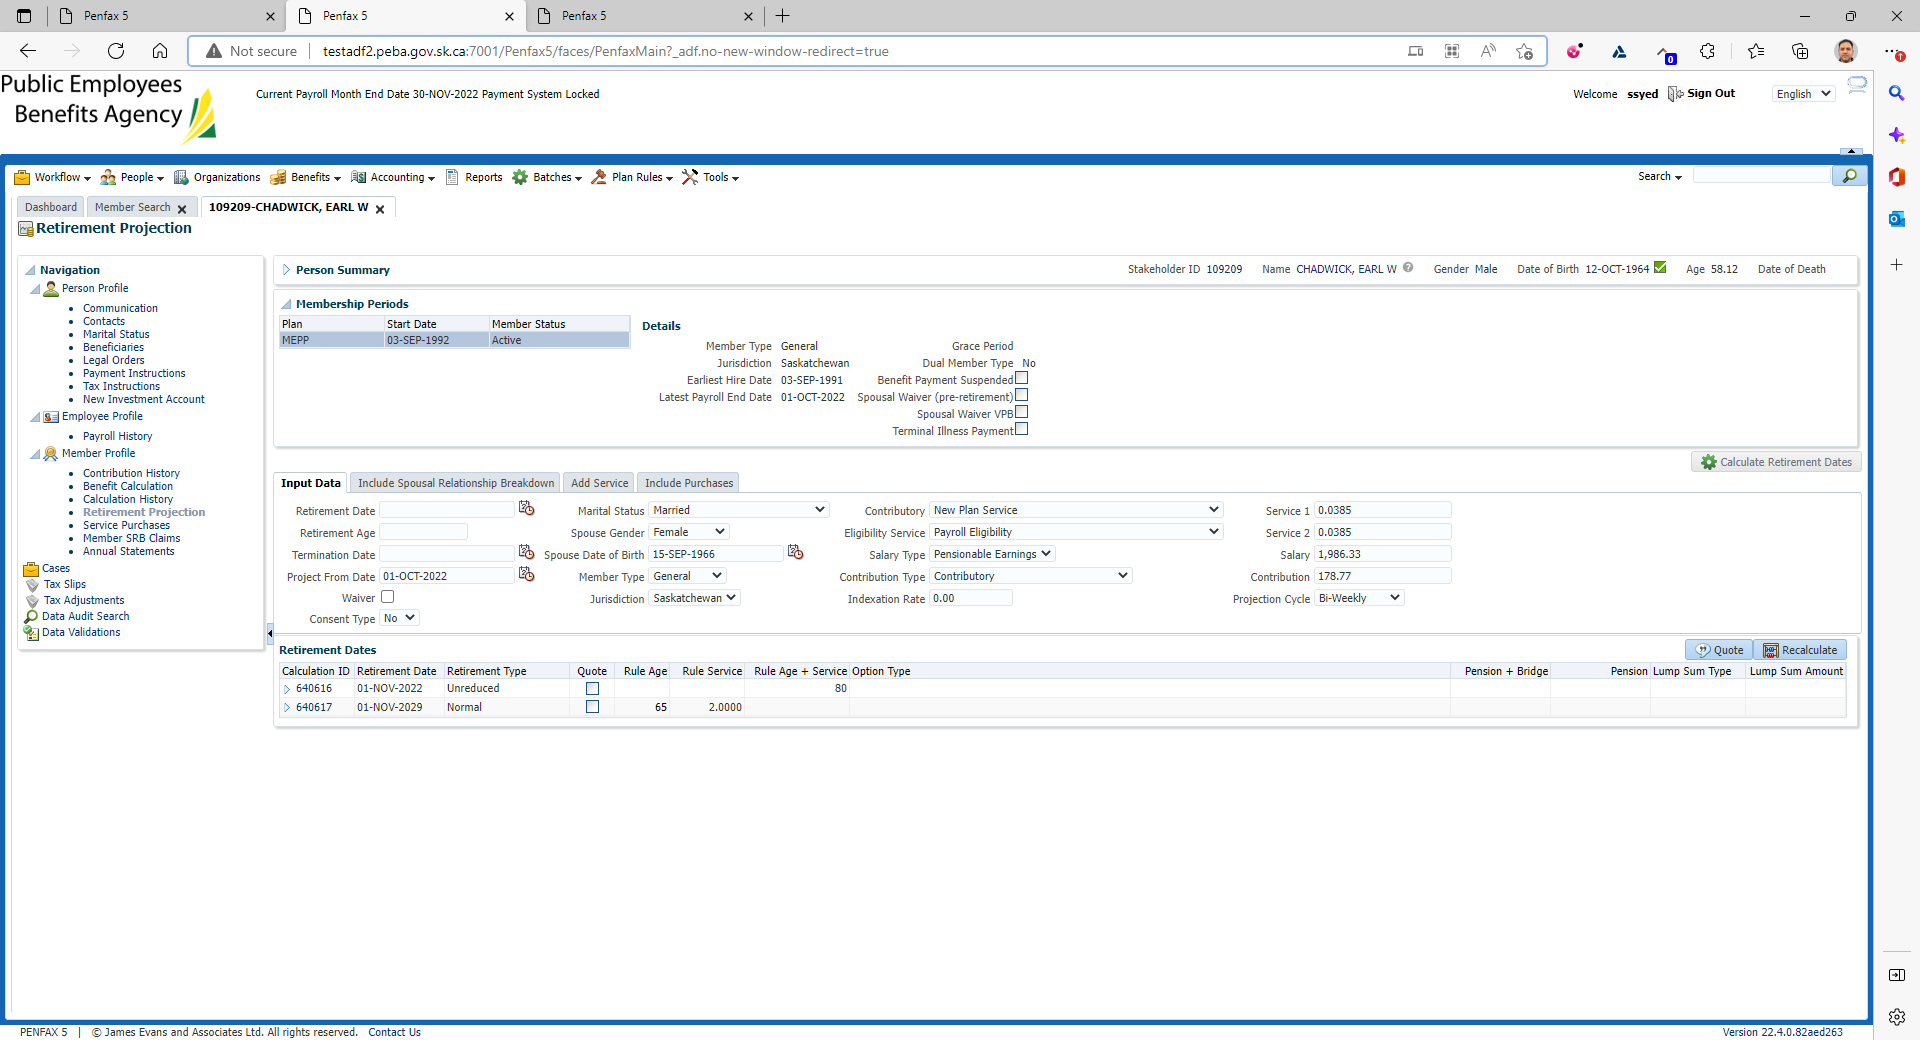 Penfax 5
Penfax 5
Penfax 5
Not secure testadf2.peba.gov.sk.ca:7001/Penfax5/faces/PenfaxMain?_adf.no-new-window-redirect=true
0
Public Employees
Benefits Agency
Current Payroll Month End Date 30-NOV-2022 Payment System Locked
Welcome ssyed Sign Out English
Workflow People Organizations Benefits Accounting Reports Batches Plan Rules Tools Search
Dashboard Member Search 109209-CHADWICK, EARL W
Retirement Projection
Navigation
Person Profile
Communication
Contacts
Marital Status
Beneficiaries
Legal Orders
Payment Instructions
Tax Instructions
New Investment Account
Employee Profile
Payroll History
Member Profile
Contribution History
Benefit Calculation
Calculation History
Retirement Projection
Service Purchases
Member SRB Claims
Annual Statements
Cases
Tax Slips
Tax Adjustments
Data Audit Search
Data Validations
Person Summary Stakeholder ID 109209 Name CHADWICK, EARL W Gender Male Date of Birth 12-OCT-1964 Age 58.12 Date of Death
Membership Periods
Plan Start Date Member Status
MEPP 03-SEP-1992 Active
Details
Member Type General Grace Period
Jurisdiction Saskatchewan Dual Member Type No
Earliest Hire Date 03-SEP-1991 Benefit Payment Suspended
Latest Payroll End Date 01-OCT-2022 Spousal Waiver (pre-retirement)
Spousal Waiver VPB
Terminal Illness Payment
Calculate Retirement Dates
Input Data Include Spousal Relationship Breakdown Add Service Include Purchases
Retirement Date Marital Status Married Contributory New Plan Service Service 1 0.0385
Retirement Age Spouse Gender Female Eligibility Service Payroll Eligibility Service 2 0.0385
Termination Date Spouse Date of Birth 15-SEP-1966 Salary Type Pensionable Earnings Salary 1,986.33
Project From Date 01-OCT-2022 Member Type General Contribution Type Contributory Contribution 178.77
Waiver Jurisdiction Saskatchewan Indexation Rate 0.00 Projection Cycle Bi-Weekly
Consent Type No
Retirement Dates Quote Recalculate
Calculation ID Retirement Date Retirement Type Quote Rule Age Rule Service Rule Age + Service Option Type Pension + Bridge Pension Lump Sum Type Lump Sum Amount
640616 01-NOV-2022 Unreduced 80
640617 01-NOV-2029 Normal 65 2.0000
PENFAX 5 | © James Evans and Associates Ltd. All rights reserved. Contact Us Version 22.4.0.82aed263